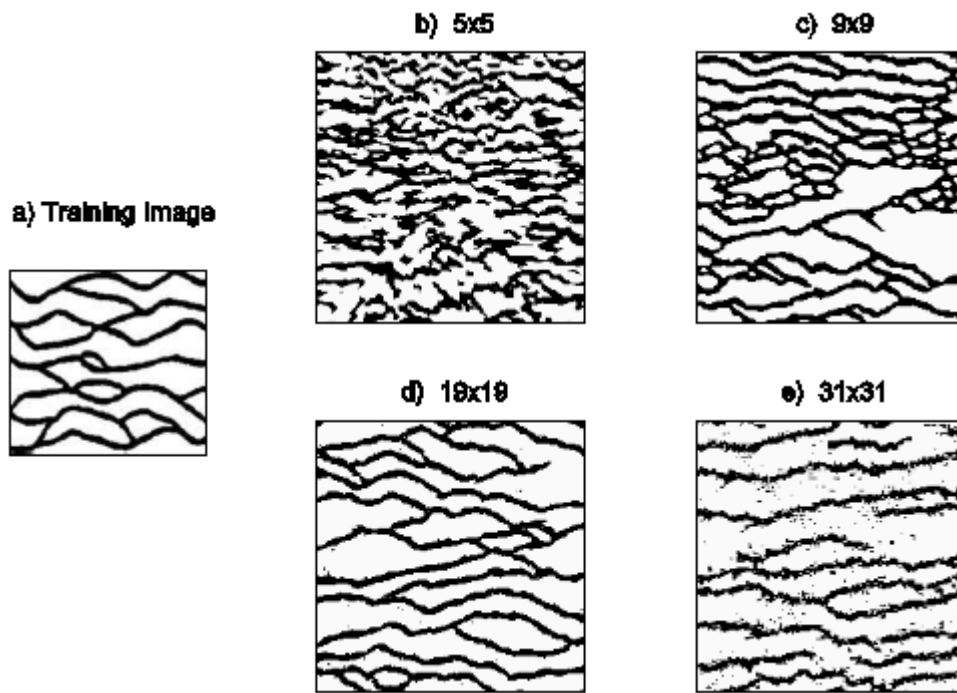 b) 5x5
c) 9x9
a) Training Image
d) 19x19
e) 31x31